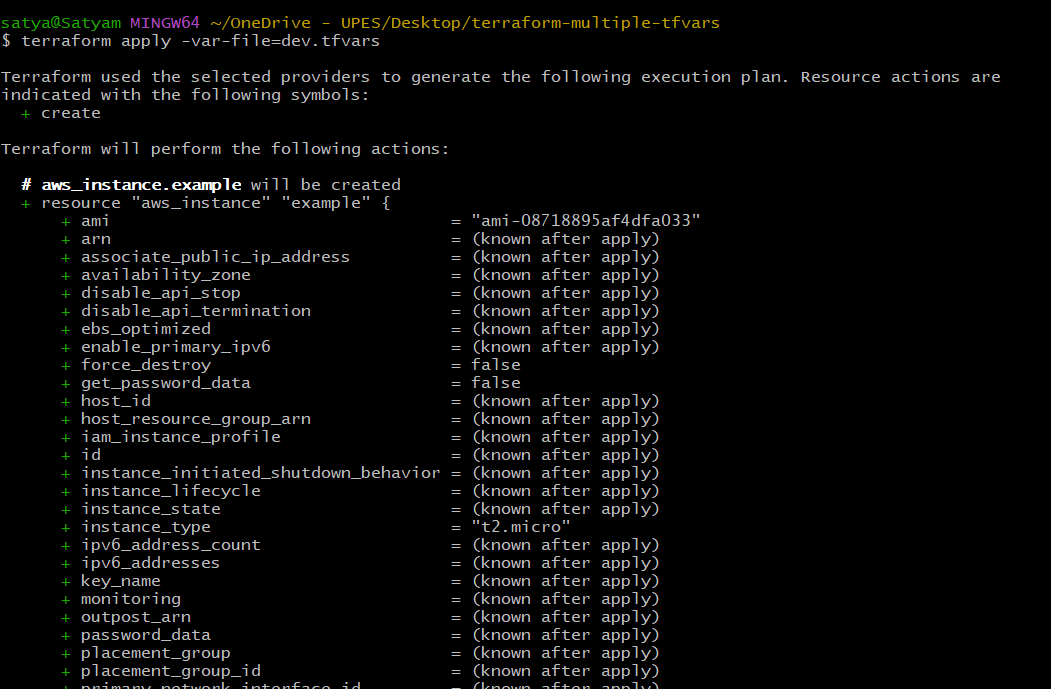 satya@Satyam MINGW64 ~/OneDrive - UPES/Desktop/terraform-multiple-tfvars
$ terraform apply -var-file=dev.tfvars
Terraform used the selected providers to generate the following execution plan. Resource actions are
indicated with the following symbols:
+ create
Terraform will perform the following actions:
# aws_instance.example will be created
+ resource "aws_instance" "example" {
+ ami = "ami-08718895af4dfa033"
+ arn = (known after apply)
+ associate_public_ip_address = (known after apply)
+ availability_zone = (known after apply)
+ disable_api_stop = (known after apply)
+ disable_api_termination = (known after apply)
+ ebs_optimized = (known after apply)
+ enable_primary_ipv6 = (known after apply)
+ force_destroy = false
+ get_password_data = false
+ host_id = (known after apply)
+ host_resource_group_arn = (known after apply)
+ iam_instance_profile = (known after apply)
+ id = (known after apply)
+ instance_initiated_shutdown_behavior = (known after apply)
+ instance_lifecycle = (known after apply)
+ instance_state = (known after apply)
+ instance_type = "t2.micro"
+ ipv6_address_count = (known after apply)
+ ipv6_addresses = (known after apply)
+ key_name = (known after apply)
+ monitoring = (known after apply)
+ outpost_arn = (known after apply)
+ password_data = (known after apply)
+ placement_group = (known after apply)
+ placement_group_id = (known after apply)
+ primary_network_interface_id = (known after apply)